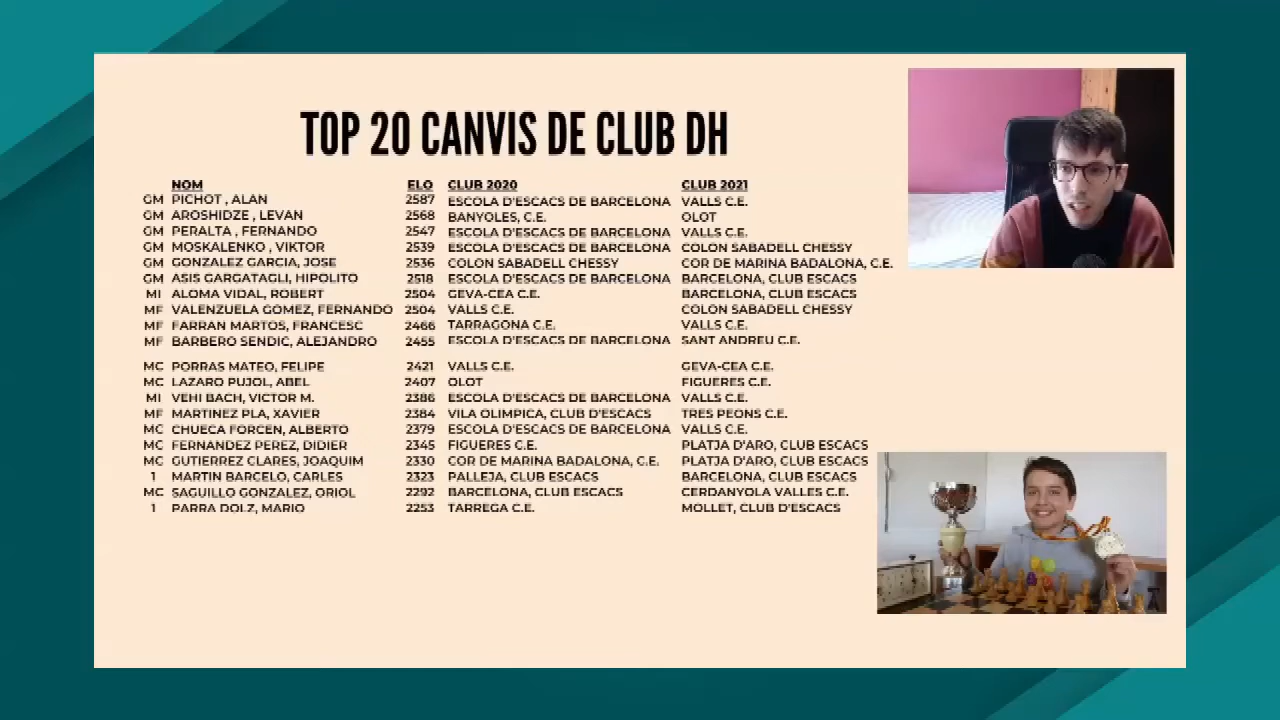 TOP 20 CANVIS DE CLUB DH
NOM ELO CLUB 2020 CLUB 2021
GM PICHOT , ALAN 2587 ESCOLA D'ESCACS DE BARCELONA VALLS C.E.
GM AROSHIDZE , LEVAN 2568 BANYOLES, C.E. OLOT
GM PERALTA , FERNANDO 2547 ESCOLA D'ESCACS DE BARCELONA VALLS C.E.
GM MOSKALENKO , VIKTOR 2539 ESCOLA D'ESCACS DE BARCELONA COLON SABADELL CHESSY
GM GONZALEZ GARCIA, JOSE 2536 COLON SABADELL CHESSY COR DE MARINA BADALONA, C.E.
GM ASIS GARGATAGLI, HIPOLITO 2518 ESCOLA D'ESCACS DE BARCELONA BARCELONA, CLUB ESCACS
MI ALOMA VIDAL, ROBERT 2504 GEVA-CEA C.E. BARCELONA, CLUB ESCACS
MF VALENZUELA GOMEZ, FERNANDO 2504 VALLS C.E. COLON SABADELL CHESSY
MF FARRAN MARTOS, FRANCESC 2466 TARRAGONA C.E. VALLS C.E.
MF BARBERO SENDIC, ALEJANDRO 2455 ESCOLA D'ESCACS DE BARCELONA SANT ANDREU C.E.
MC PORRAS MATEO, FELIPE 2421 VALLS C.E. GEVA-CEA C.E.
MC LAZARO PUJOL, ABEL 2407 OLOT FIGUERES C.E.
MI VEHI BACH, VICTOR M. 2386 ESCOLA D'ESCACS DE BARCELONA VALLS C.E.
MF MARTINEZ PLA, XAVIER 2384 VILA OLIMPICA, CLUB D'ESCACS TRES PEONS C.E.
MC CHUECA FORCEN, ALBERTO 2379 ESCOLA D'ESCACS DE BARCELONA VALLS C.E.
MC FERNANDEZ PEREZ, DIDIER 2345 FIGUERES C.E. PLATJA D'ARO, CLUB ESCACS
MC GUTIERREZ CLARES, JOAQUIM 2330 COR DE MARINA BADALONA, C.E. PLATJA D'ARO, CLUB ESCACS
1 MARTIN BARCELO, CARLES 2323 PALLEJA, CLUB ESCACS BARCELONA, CLUB ESCACS
MC SAGUILLO GONZALEZ, ORIOL 2292 BARCELONA, CLUB ESCACS CERDANYOLA VALLES C.E.
1 PARRA DOLZ, MARIO 2253 TARREGA C.E. MOLLET, CLUB D'ESCACS